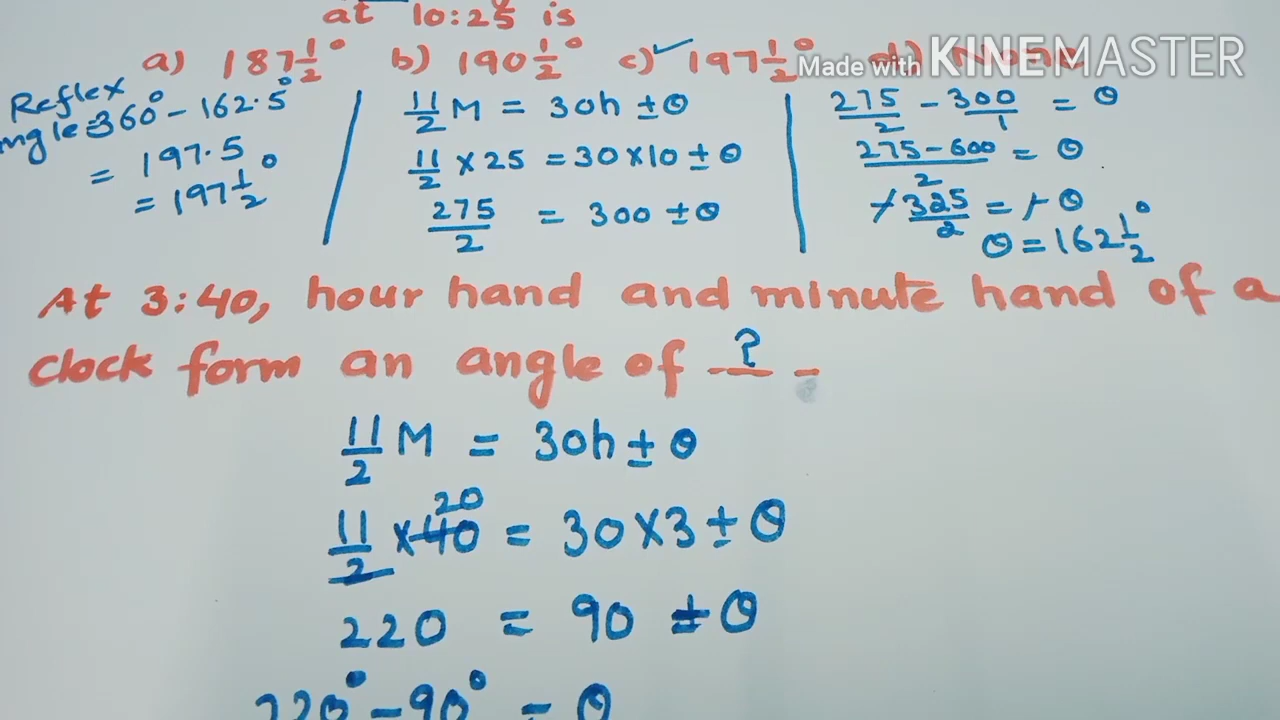 at 10:25 is
a) 187½° b) 190½° c) ✓ 197½° d) None
Made with KINEMASTER
Reflex
angle = 360° - 162.5°
= 197.5
= 197½°
11/2 M = 30h ± θ
11/2 × 25 = 30 × 10 ± θ
275/2 = 300 ± θ
275/2 - 300/1 = θ
275-600/2 = θ
-325/2 = - θ
θ = 162½°
At 3:40, hour hand and minute hand of a
clock form an angle of ? -
11/2 M = 30h ± θ
20
11/2 × 40 = 30 × 3 ± θ
220 = 90 ± θ
220° - 90° = θ